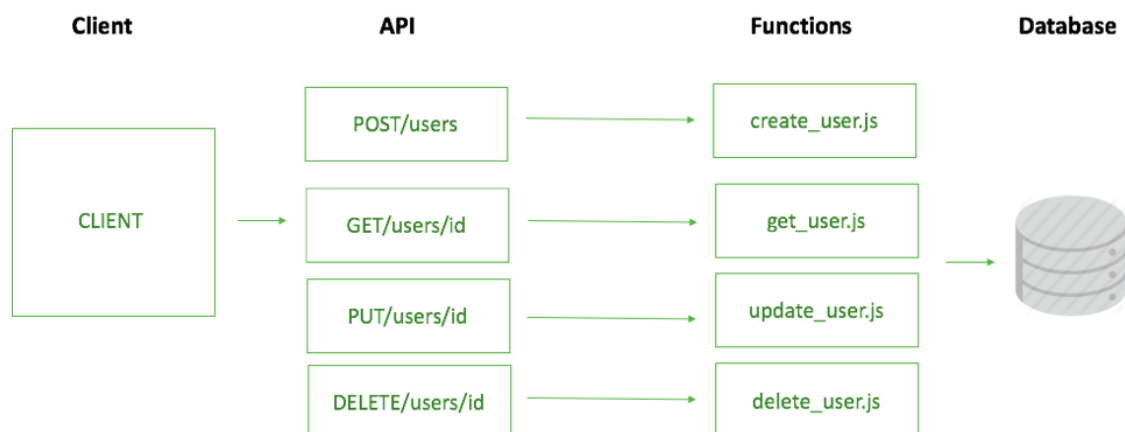 Client
API
Functions
Database
POST/users
create_user.js
CLIENT
GET/users/id
get_user.js
PUT/users/id
update_user.js
DELETE/users/id
delete_user.js